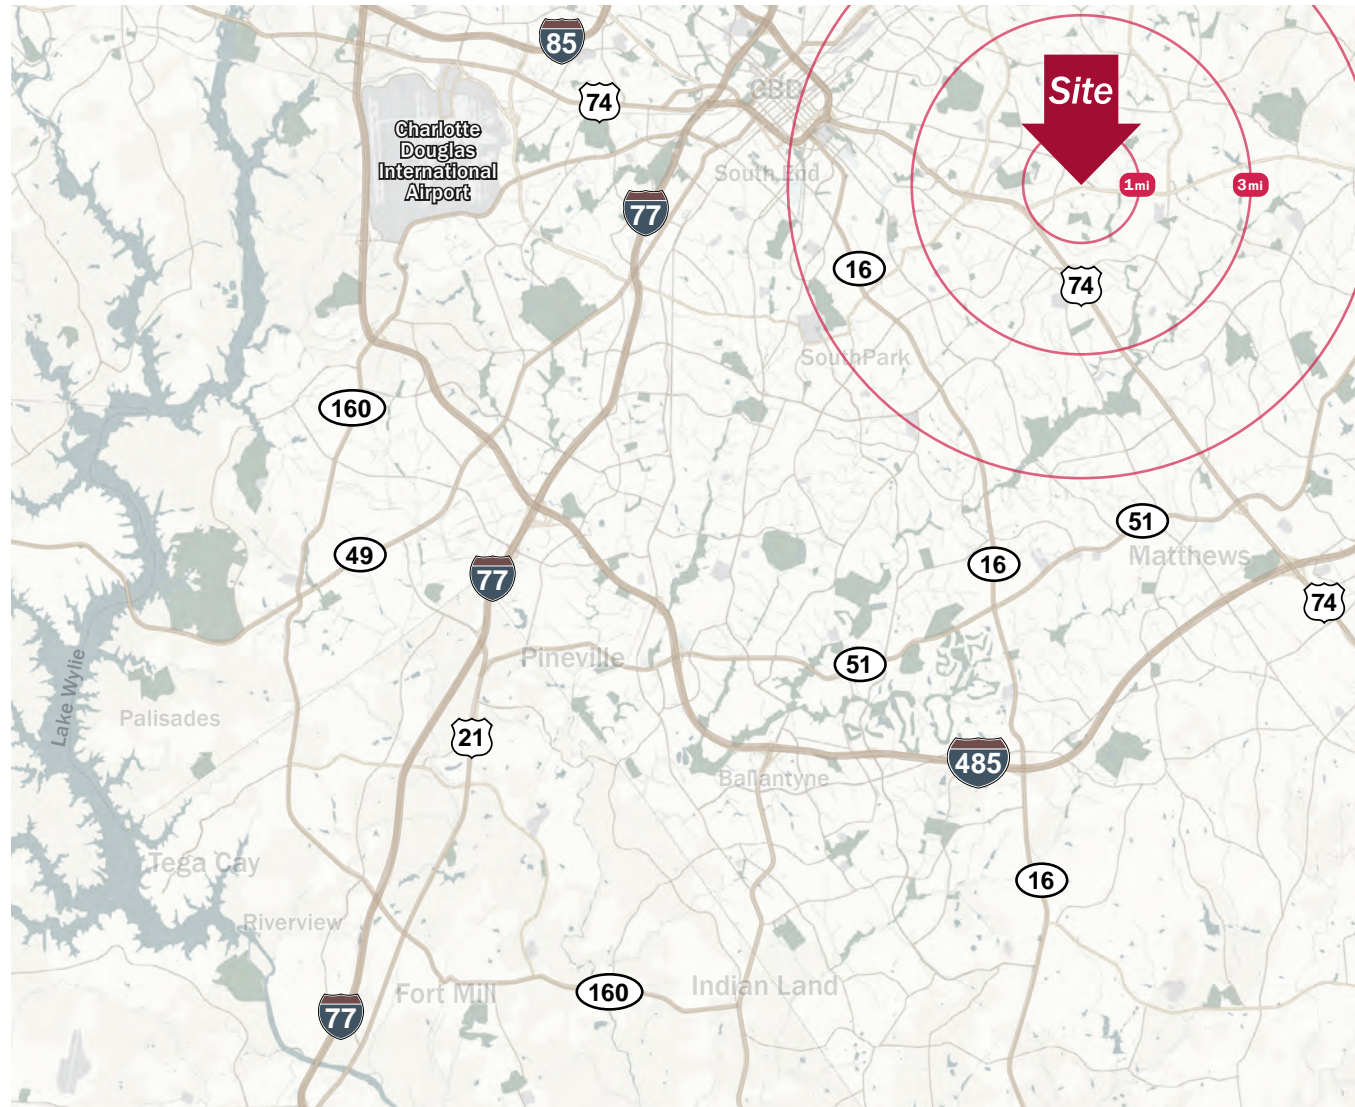 85
74
CBD
Site
Charlotte
Douglas
International
Airport
South End
1mi
3mi
77
16
74
SouthPark
160
51
Matthews
49
16
77
74
Pineville
51
Lake Wylie
Palisades
21
485
Ballantyne
Tega Cay
16
Riverview
Fort Mill
160
Indian Land
77